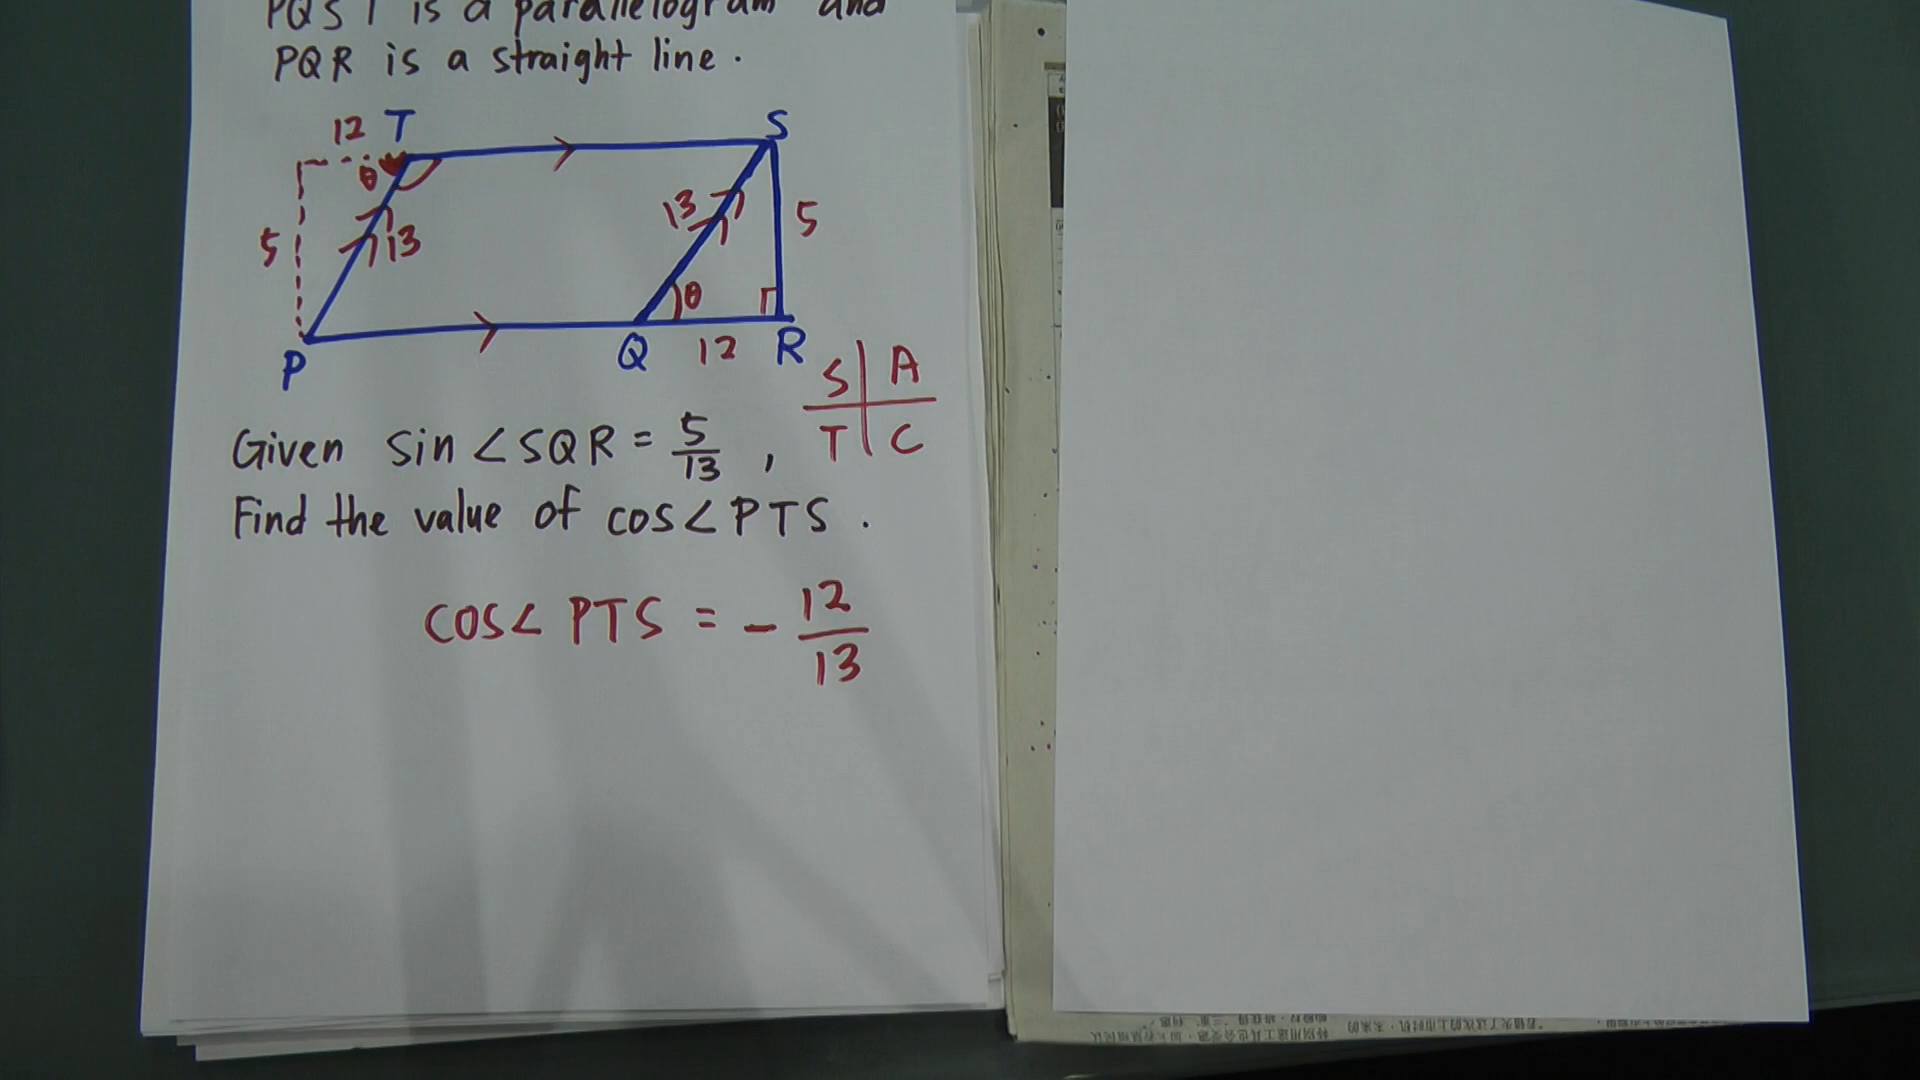 PQST is a parallelogram and
PQR is a straight line.
12 T S
θ
5 13 13 5
θ
P Q 12 R
S A
T C
Given sin∠SQR = 5/13 ,
Find the value of cos∠PTS .
cos∠PTS = - 12/13